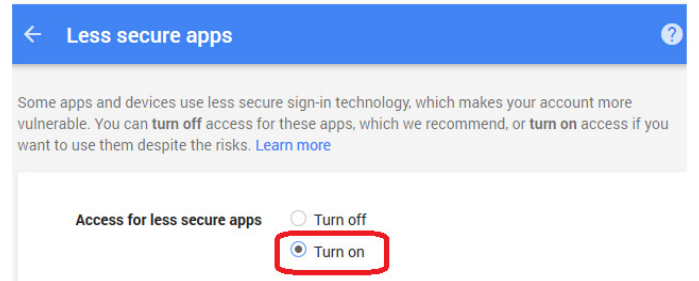 Less secure apps
Some apps and devices use less secure sign-in technology, which makes your account more
vulnerable. You can turn off access for these apps, which we recommend, or turn on access if you
want to use them despite the risks. Learn more
Access for less secure apps
Turn off
Turn on